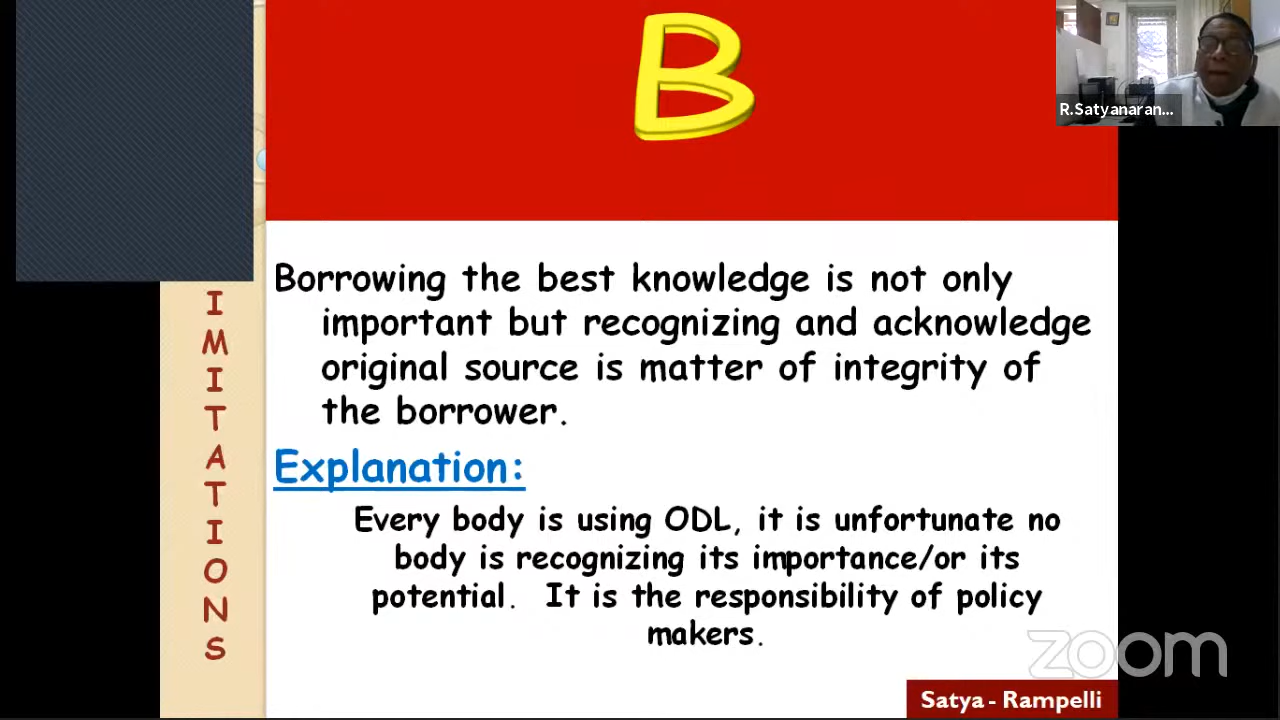 B
R.Satyanaran...
I
M
I
T
A
T
I
O
N
S
Borrowing the best knowledge is not only
important but recognizing and acknowledge
original source is matter of integrity of
the borrower.
Explanation:
Every body is using ODL, it is unfortunate no
body is recognizing its importance/or its
potential. It is the responsibility of policy
makers.
zoom
Satya - Rampelli